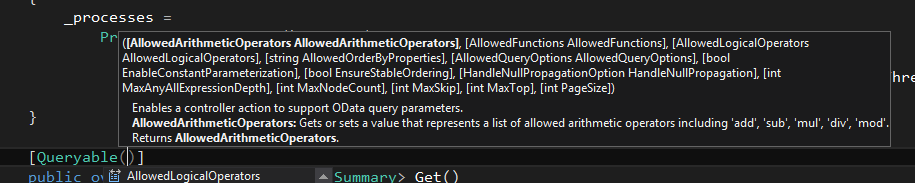 {
_processes =
Pr
([AllowedArithmeticOperators AllowedArithmeticOperators], [AllowedFunctions AllowedFunctions], [AllowedLogicalOperators
AllowedLogicalOperators], [string AllowedOrderByProperties], [AllowedQueryOptions AllowedQueryOptions], [bool
EnableConstantParameterization], [bool EnsureStableOrdering], [HandleNullPropagationOption HandleNullPropagation], [int
MaxAnyAllExpressionDepth], [int MaxNodeCount], [int MaxSkip], [int MaxTop], [int PageSize])
hre
Enables a controller action to support OData query parameters.
AllowedArithmeticOperators: Gets or sets a value that represents a list of allowed arithmetic operators including 'add', 'sub', 'mul', 'div', 'mod'.
}
Returns AllowedArithmeticOperators.
[Queryable()]
public ov AllowedLogicalOperators Summary> Get()